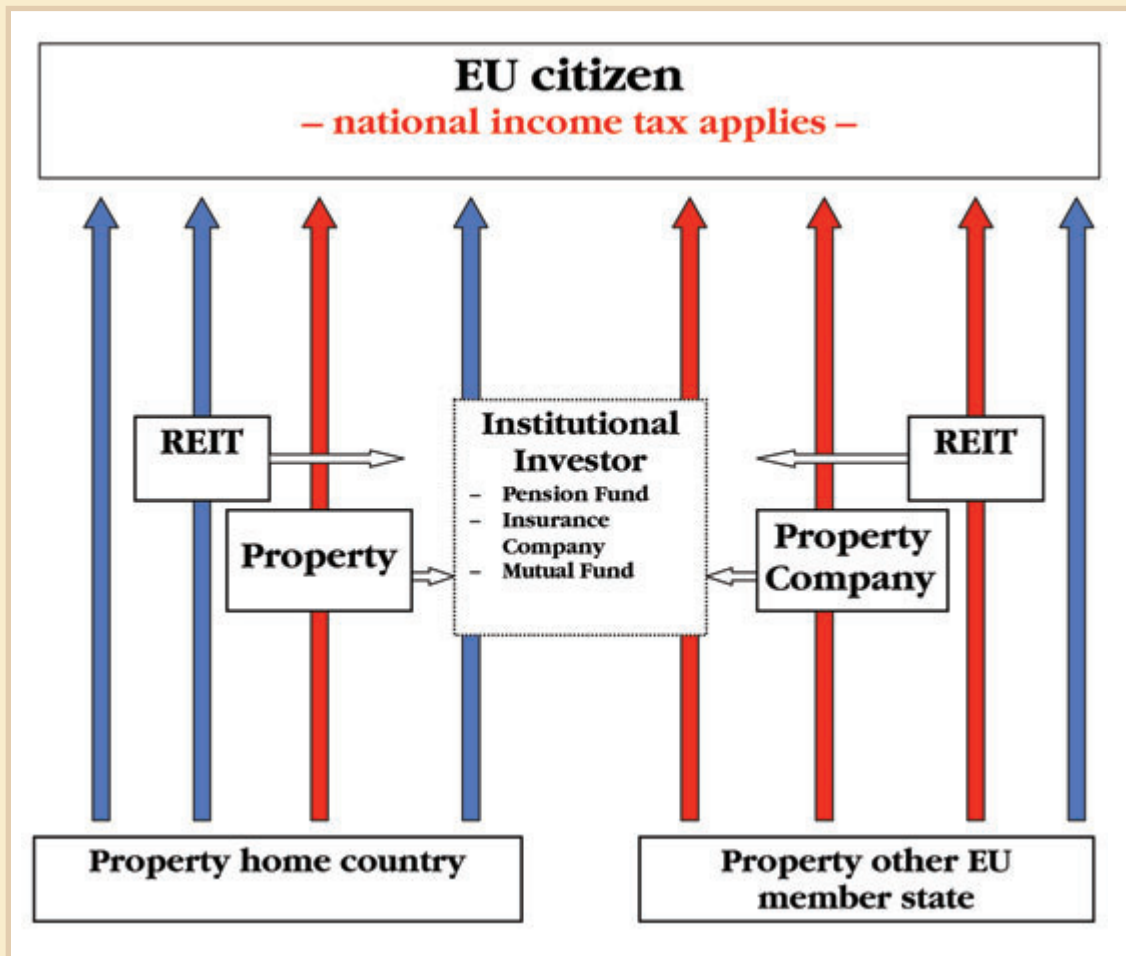 EU citizen
– national income tax applies –
REIT
Property
Institutional
Investor
– Pension Fund
– Insurance
Company
– Mutual Fund
REIT
Property
Company
Property home country
Property other EU
member state